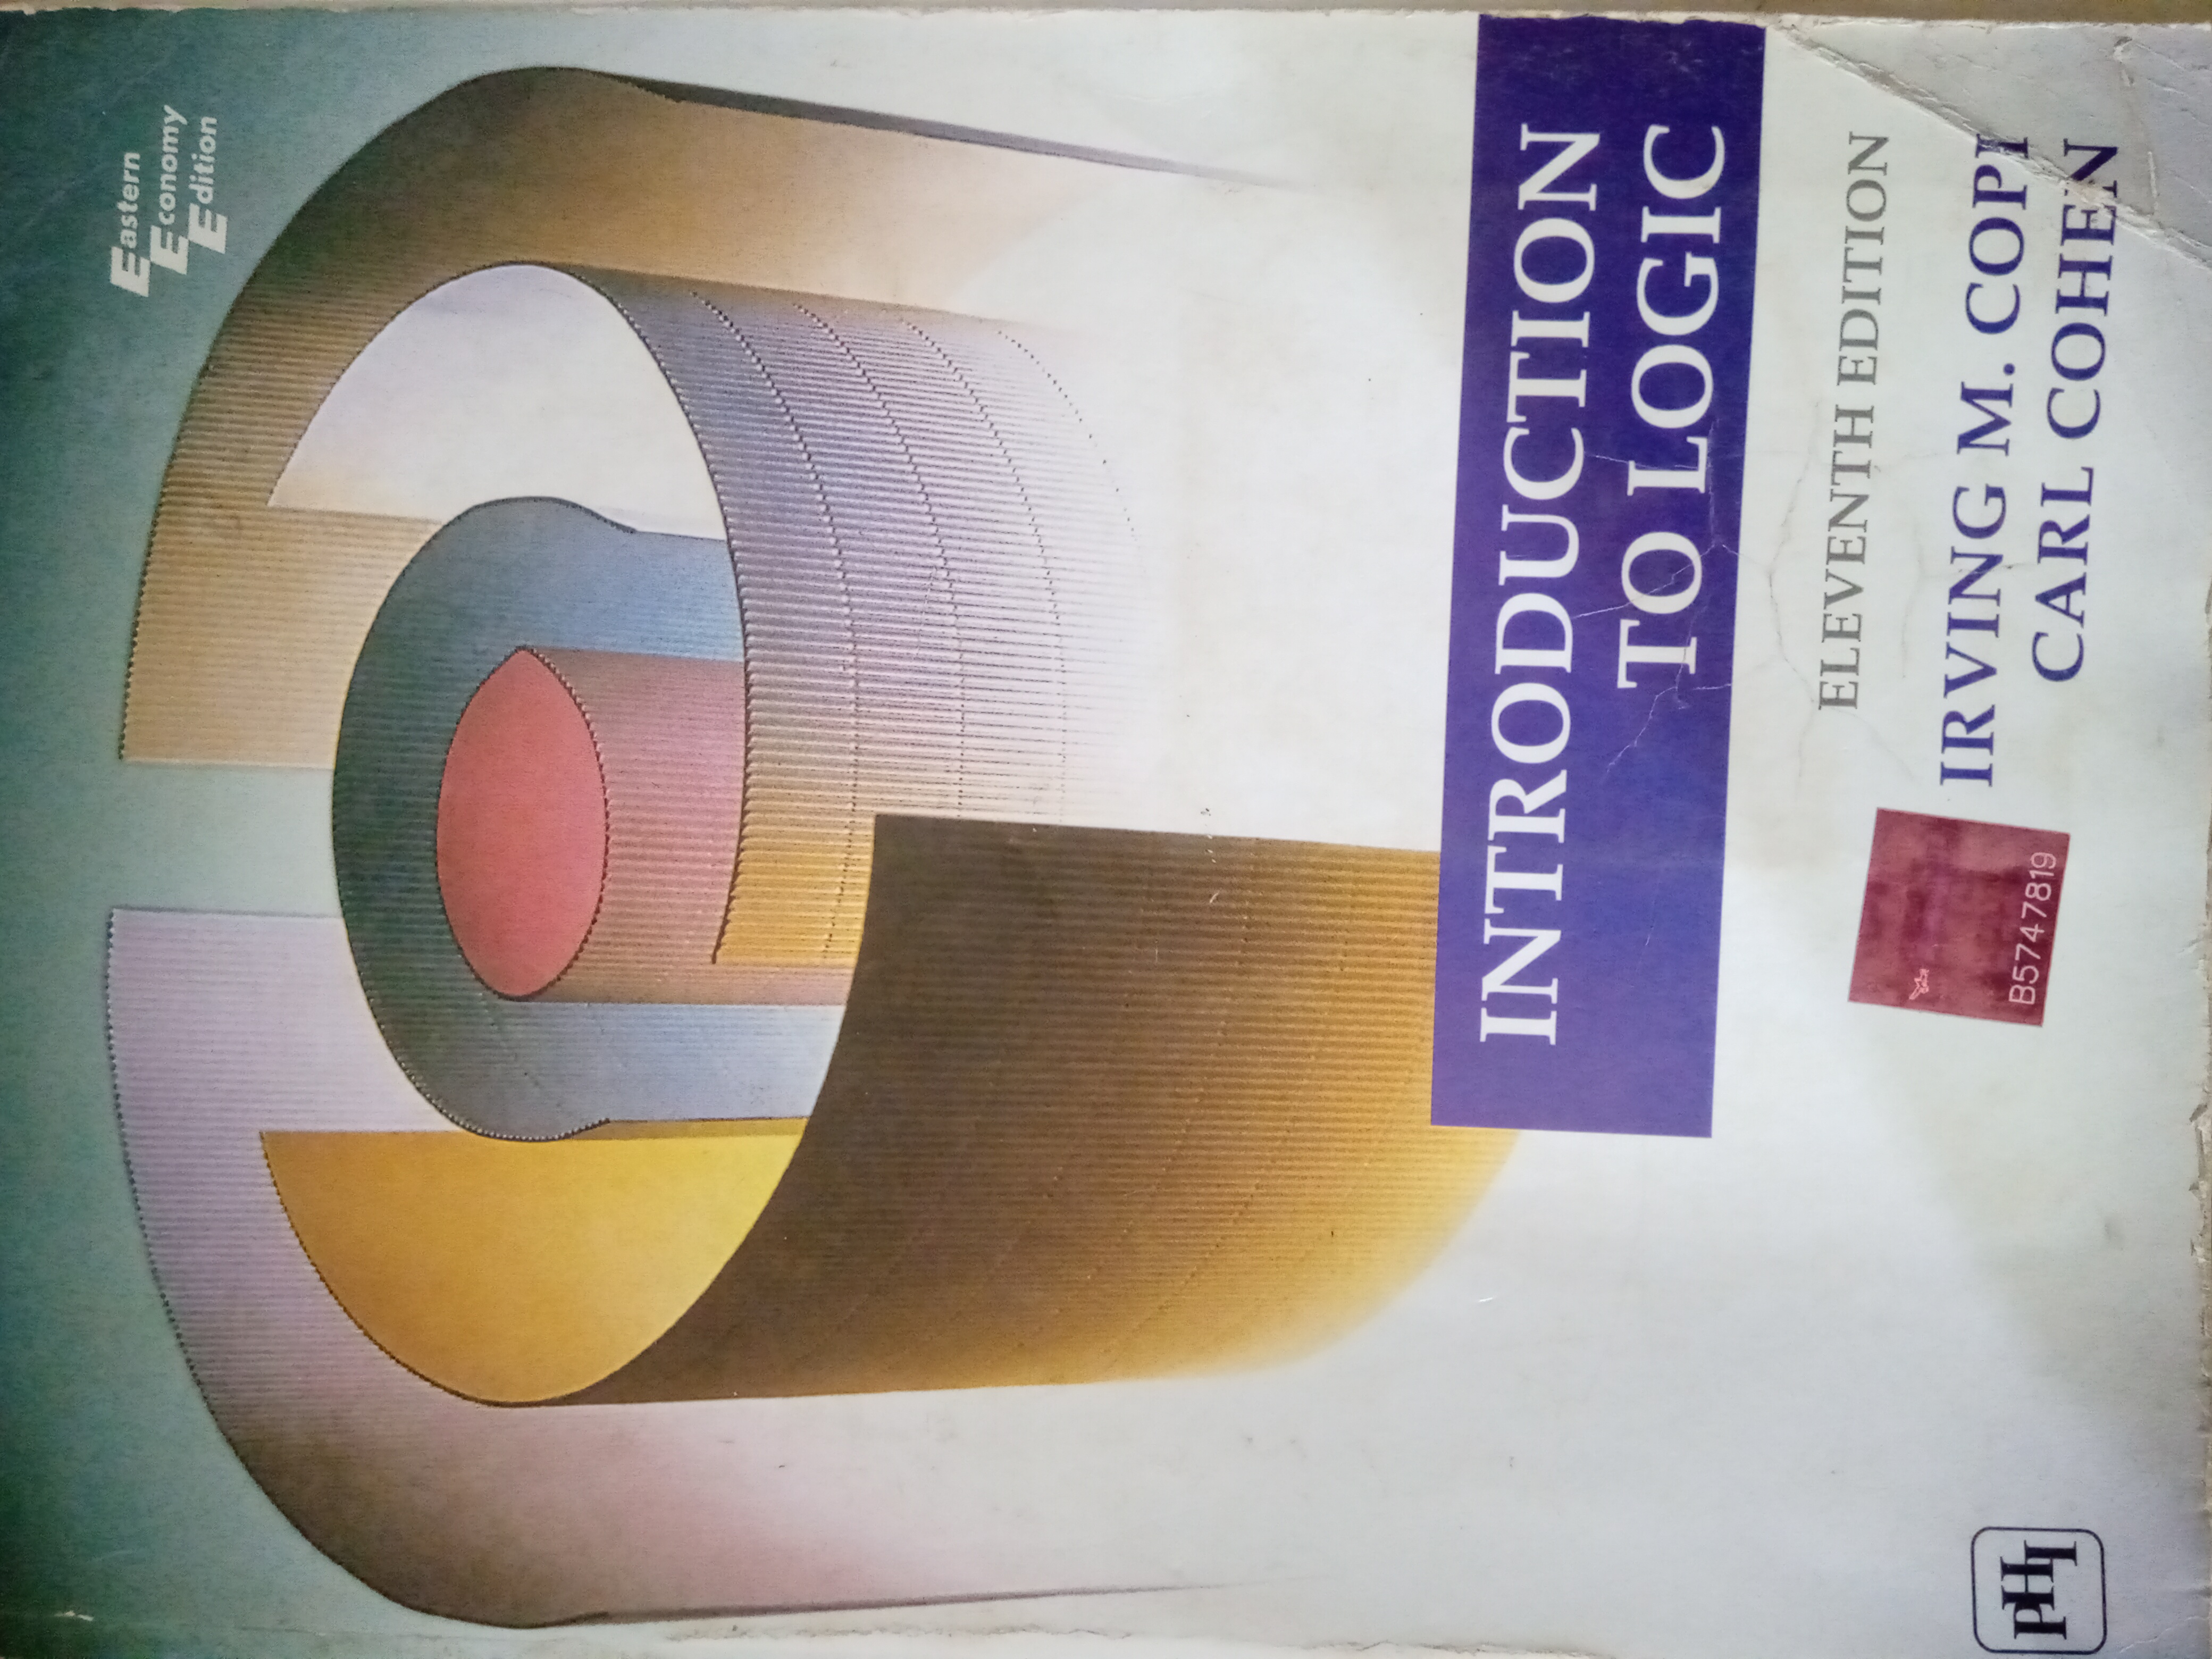 Eastern
Economy
Edition
INTRODUCTION
TO LOGIC
ELEVENTH EDITION
IRVING M. COPI
CARL COHEN
B5747819
PHI